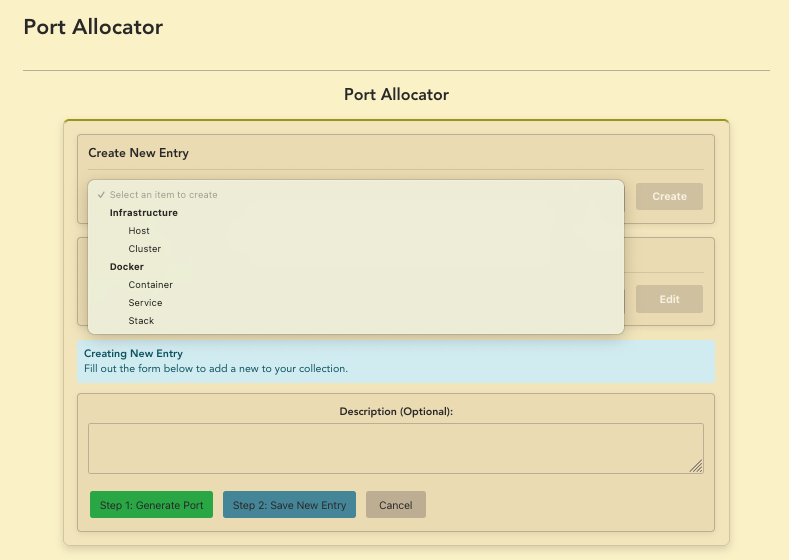 Port Allocator
Port Allocator
Create New Entry
✓ Select an item to create
Infrastructure
Host
Cluster
Docker
Container
Service
Stack
Create
Edit
Creating New Entry
Fill out the form below to add a new to your collection.
Description (Optional):
Step 1: Generate Port
Step 2: Save New Entry
Cancel